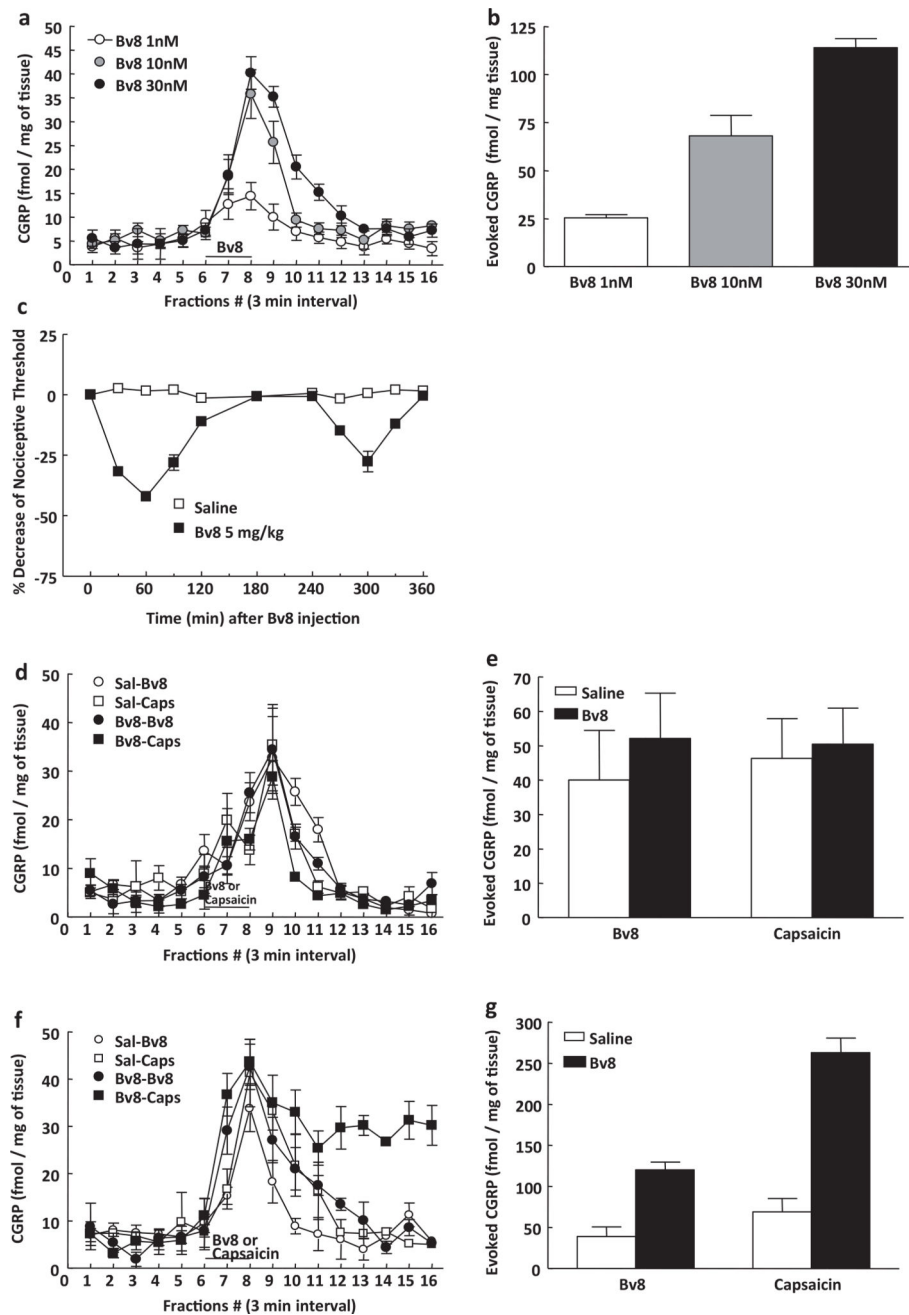 a
Bv8 1nM
Bv8 10nM
Bv8 30nM
CGRP (fmol / mg of tissue)
50
45
40
35
30
25
20
15
10
5
0
Bv8
0 1 2 3 4 5 6 7 8 9 10 11 12 13 14 15 16
Fractions # (3 min interval)
b
Evoked CGRP (fmol / mg tissue)
125
100
75
50
25
0
Bv8 1nM Bv8 10nM Bv8 30nM
c
% Decrease of Nociceptive Threshold
25
0
-25
-50
-75
Saline
Bv8 5 mg/kg
0 60 120 180 240 300 360
Time (min) after Bv8 injection
d
Sal-Bv8
Sal-Caps
Bv8-Bv8
Bv8-Caps
CGRP (fmol / mg of tissue)
50
40
30
20
10
0
Bv8 or
Capsaicin
0 1 2 3 4 5 6 7 8 9 10 11 12 13 14 15 16
Fractions # (3 min interval)
e
Saline
Bv8
Evoked CGRP (fmol / mg of tissue)
70
60
50
40
30
20
10
0
Bv8 Capsaicin
f
Sal-Bv8
Sal-Caps
Bv8-Bv8
Bv8-Caps
CGRP (fmol / mg of tissue)
50
40
30
20
10
0
Bv8 or
Capsaicin
0 1 2 3 4 5 6 7 8 9 10 11 12 13 14 15 16
Fractions # (3 min interval)
g
Saline
Bv8
Evoked CGRP (fmol / mg of tissue)
300
250
200
150
100
50
0
Bv8 Capsaicin